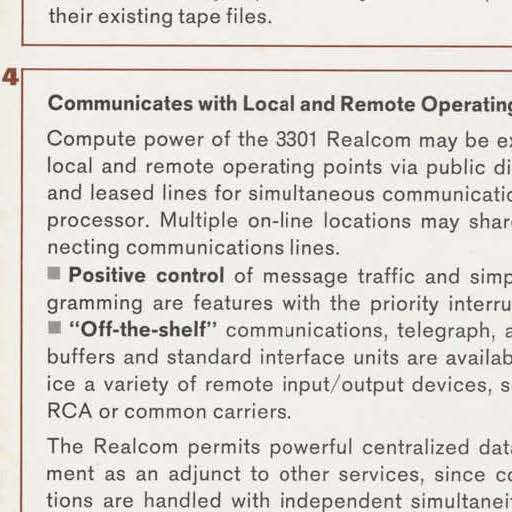 their existing tape files.
4
Communicates with Local and Remote Operating
Compute power of the 3301 Realcom may be ex
local and remote operating points via public di
and leased lines for simultaneous communicatio
processor. Multiple on-line locations may shar
necting communications lines.
■ Positive control of message traffic and simp
gramming are features with the priority interru
■ “Off-the-shelf” communications, telegraph, a
buffers and standard interface units are availab
ice a variety of remote input/output devices, s
RCA or common carriers.
The Realcom permits powerful centralized data
ment as an adjunct to other services, since co
tions are handled with independent simultaneit